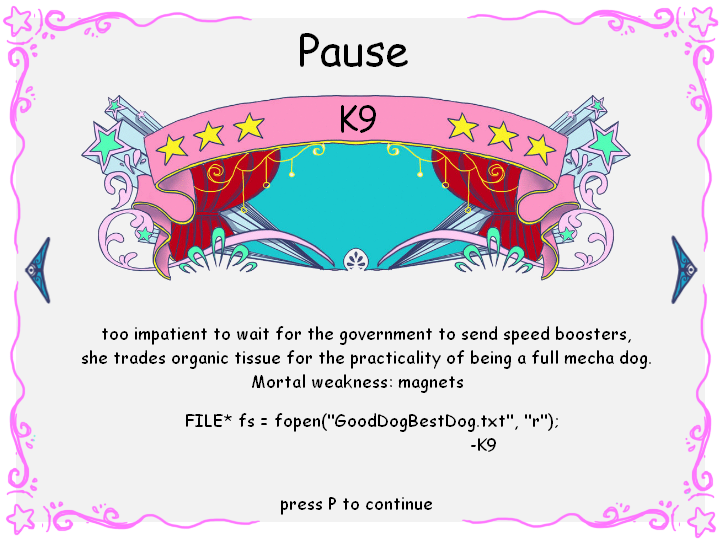 Pause
K9
too impatient to wait for the government to send speed boosters,
she trades organic tissue for the practicality of being a full mecha dog.
Mortal weakness: magnets
FILE* fs = fopen("GoodDogBestDog.txt", "r");
-K9
press P to continue